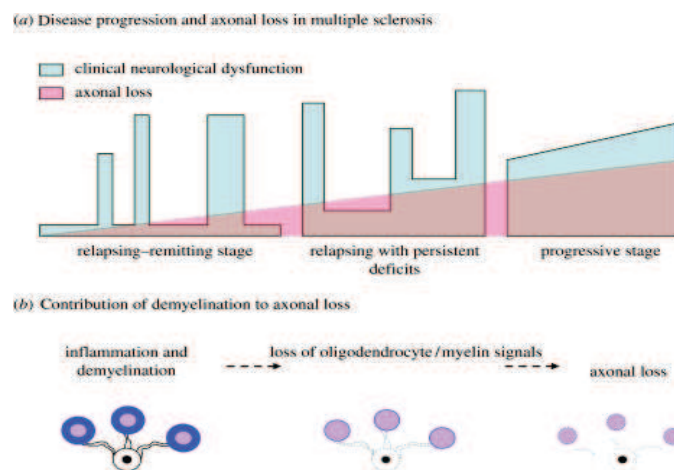 (a) Disease progression and axonal loss in multiple sclerosis
clinical neurological dysfunction
axonal loss
relapsing–remitting stage
relapsing with persistent
deficits
progressive stage
(b) Contribution of demyelination to axonal loss
inflammation and
demyelination
loss of oligodendrocyte/myelin signals
axonal loss